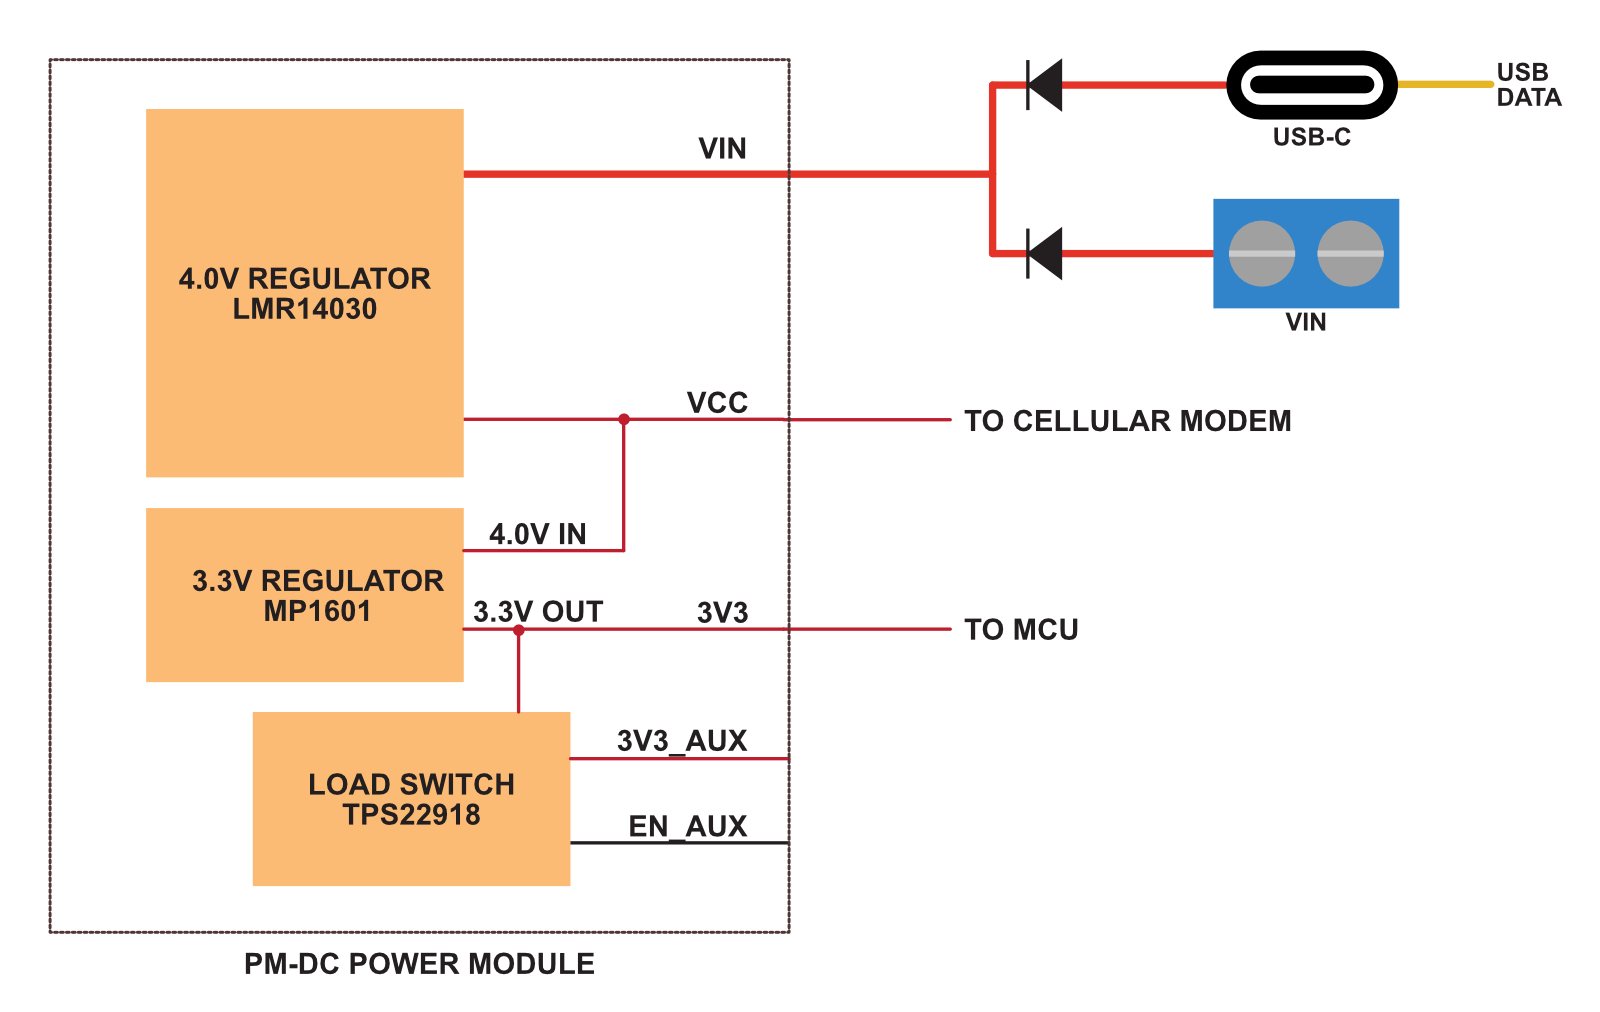 USB
DATA
USB-C
VIN
4.0V REGULATOR
LMR14030
VIN
VCC
TO CELLULAR MODEM
4.0V IN
3.3V REGULATOR
MP1601
3.3V OUT
3V3
TO MCU
3V3_AUX
LOAD SWITCH
TPS22918
EN_AUX
PM-DC POWER MODULE